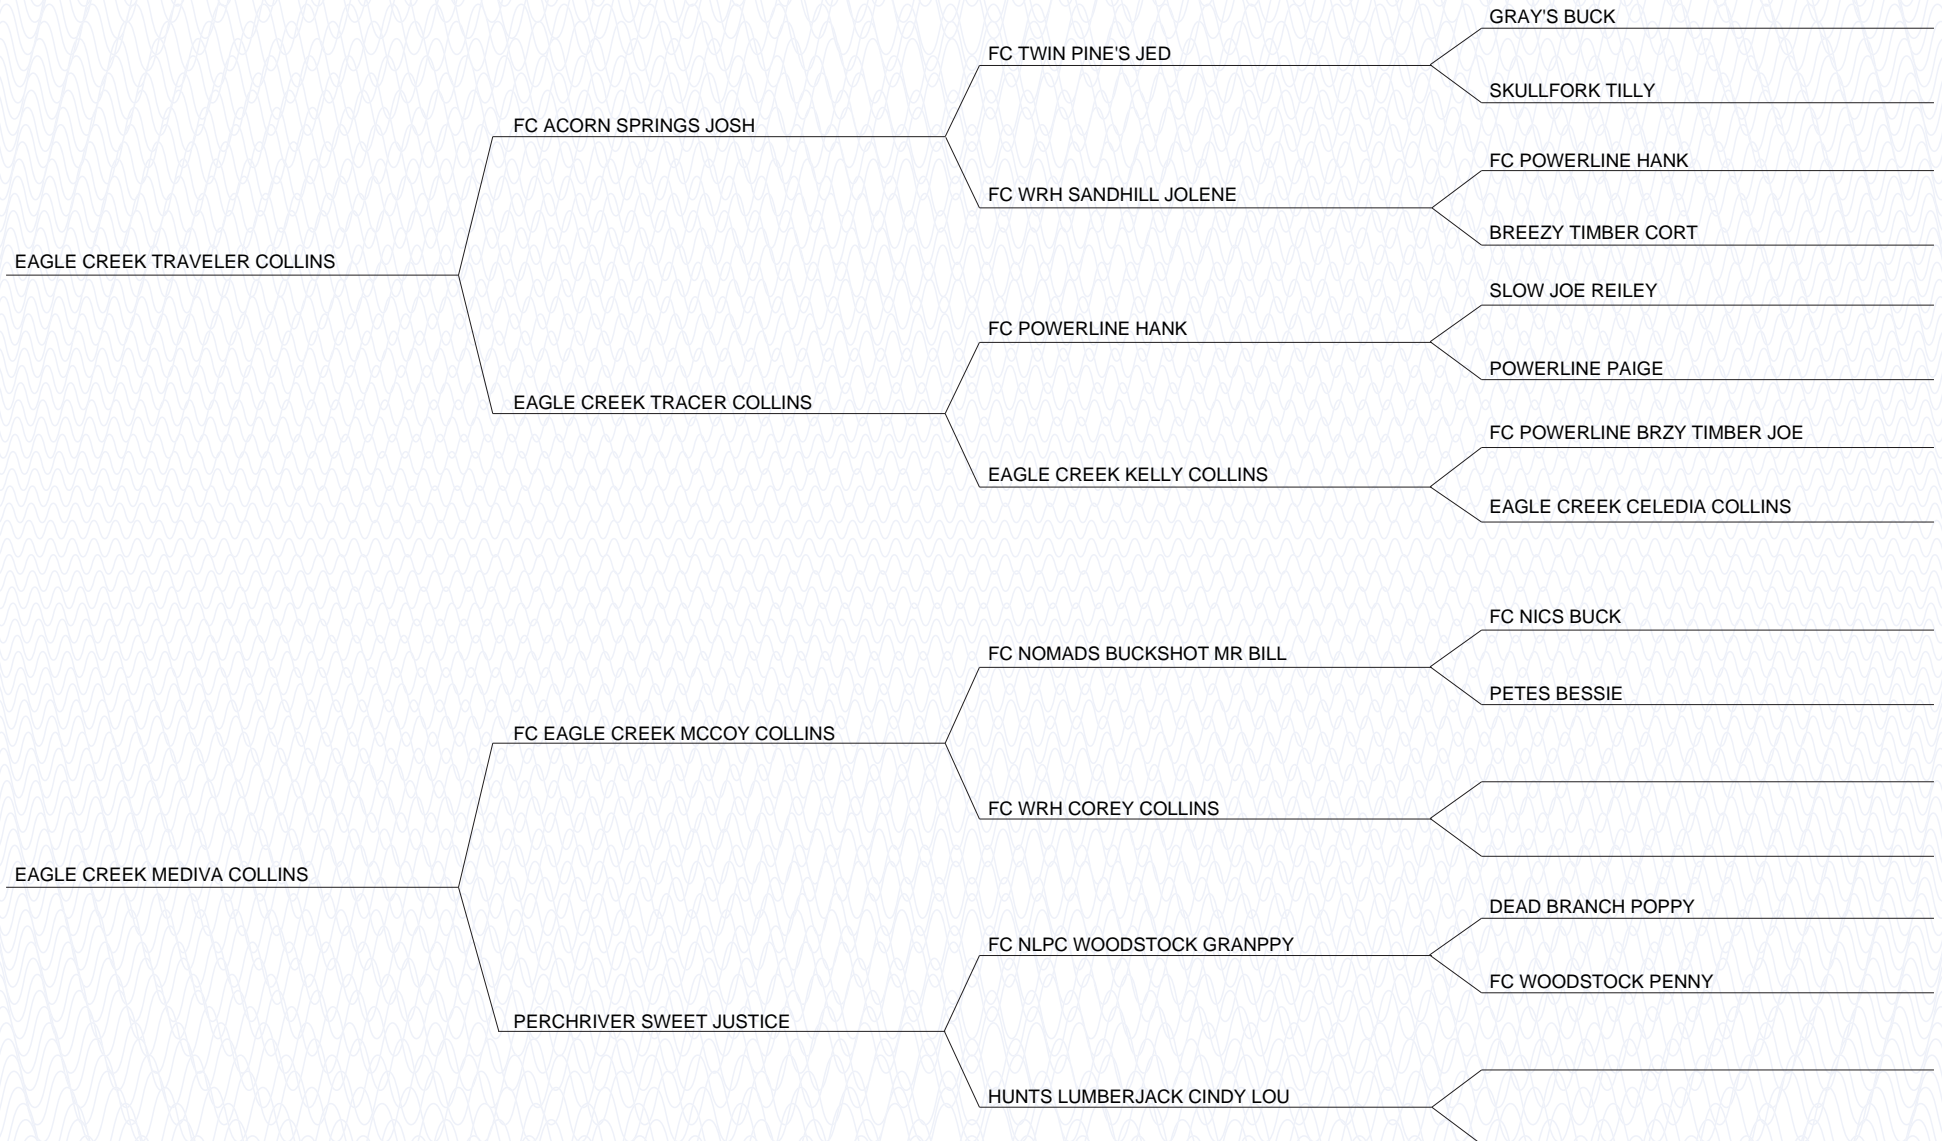 GRAY'S BUCK
FC TWIN PINE'S JED
SKULLFORK TILLY
FC ACORN SPRINGS JOSH
FC POWERLINE HANK
FC WRH SANDHILL JOLENE
BREEZY TIMBER CORT
EAGLE CREEK TRAVELER COLLINS
SLOW JOE REILEY
FC POWERLINE HANK
POWERLINE PAIGE
EAGLE CREEK TRACER COLLINS
FC POWERLINE BRZY TIMBER JOE
EAGLE CREEK KELLY COLLINS
EAGLE CREEK CELEDIA COLLINS
FC NICS BUCK
FC NOMADS BUCKSHOT MR BILL
PETES BESSIE
FC EAGLE CREEK MCCOY COLLINS
FC WRH COREY COLLINS
EAGLE CREEK MEDIVA COLLINS
DEAD BRANCH POPPY
FC NLPC WOODSTOCK GRANPPY
FC WOODSTOCK PENNY
PERCHRIVER SWEET JUSTICE
HUNTS LUMBERJACK CINDY LOU